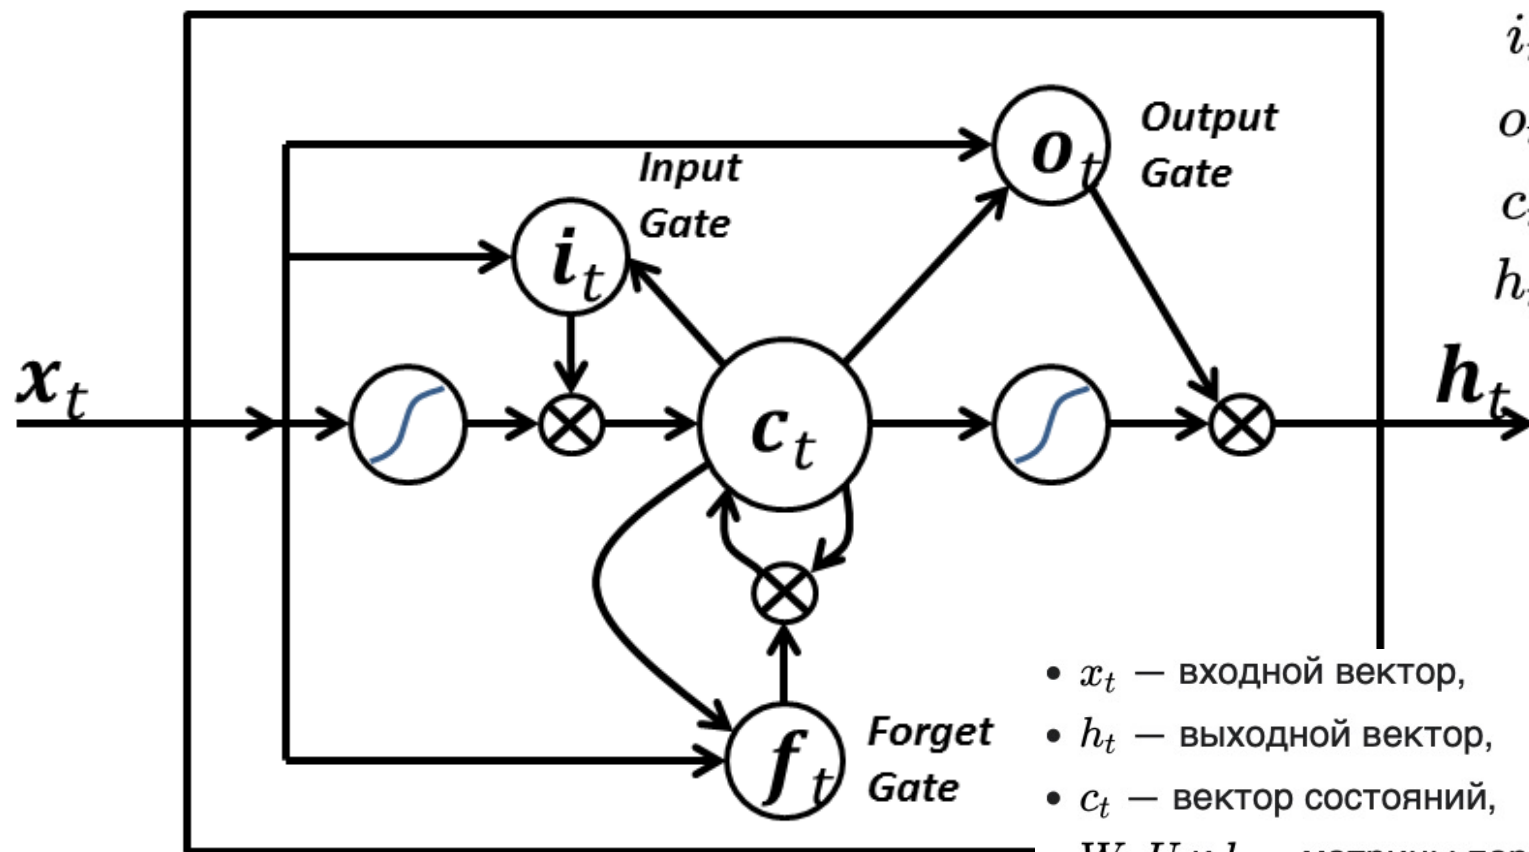 Output
Gate
o_t
Input
Gate
i_t
x_t
c_t
h_t
f_t
Forget
Gate
i
o
c
h
• x_t — входной вектор,
• h_t — выходной вектор,
• c_t — вектор состояний,